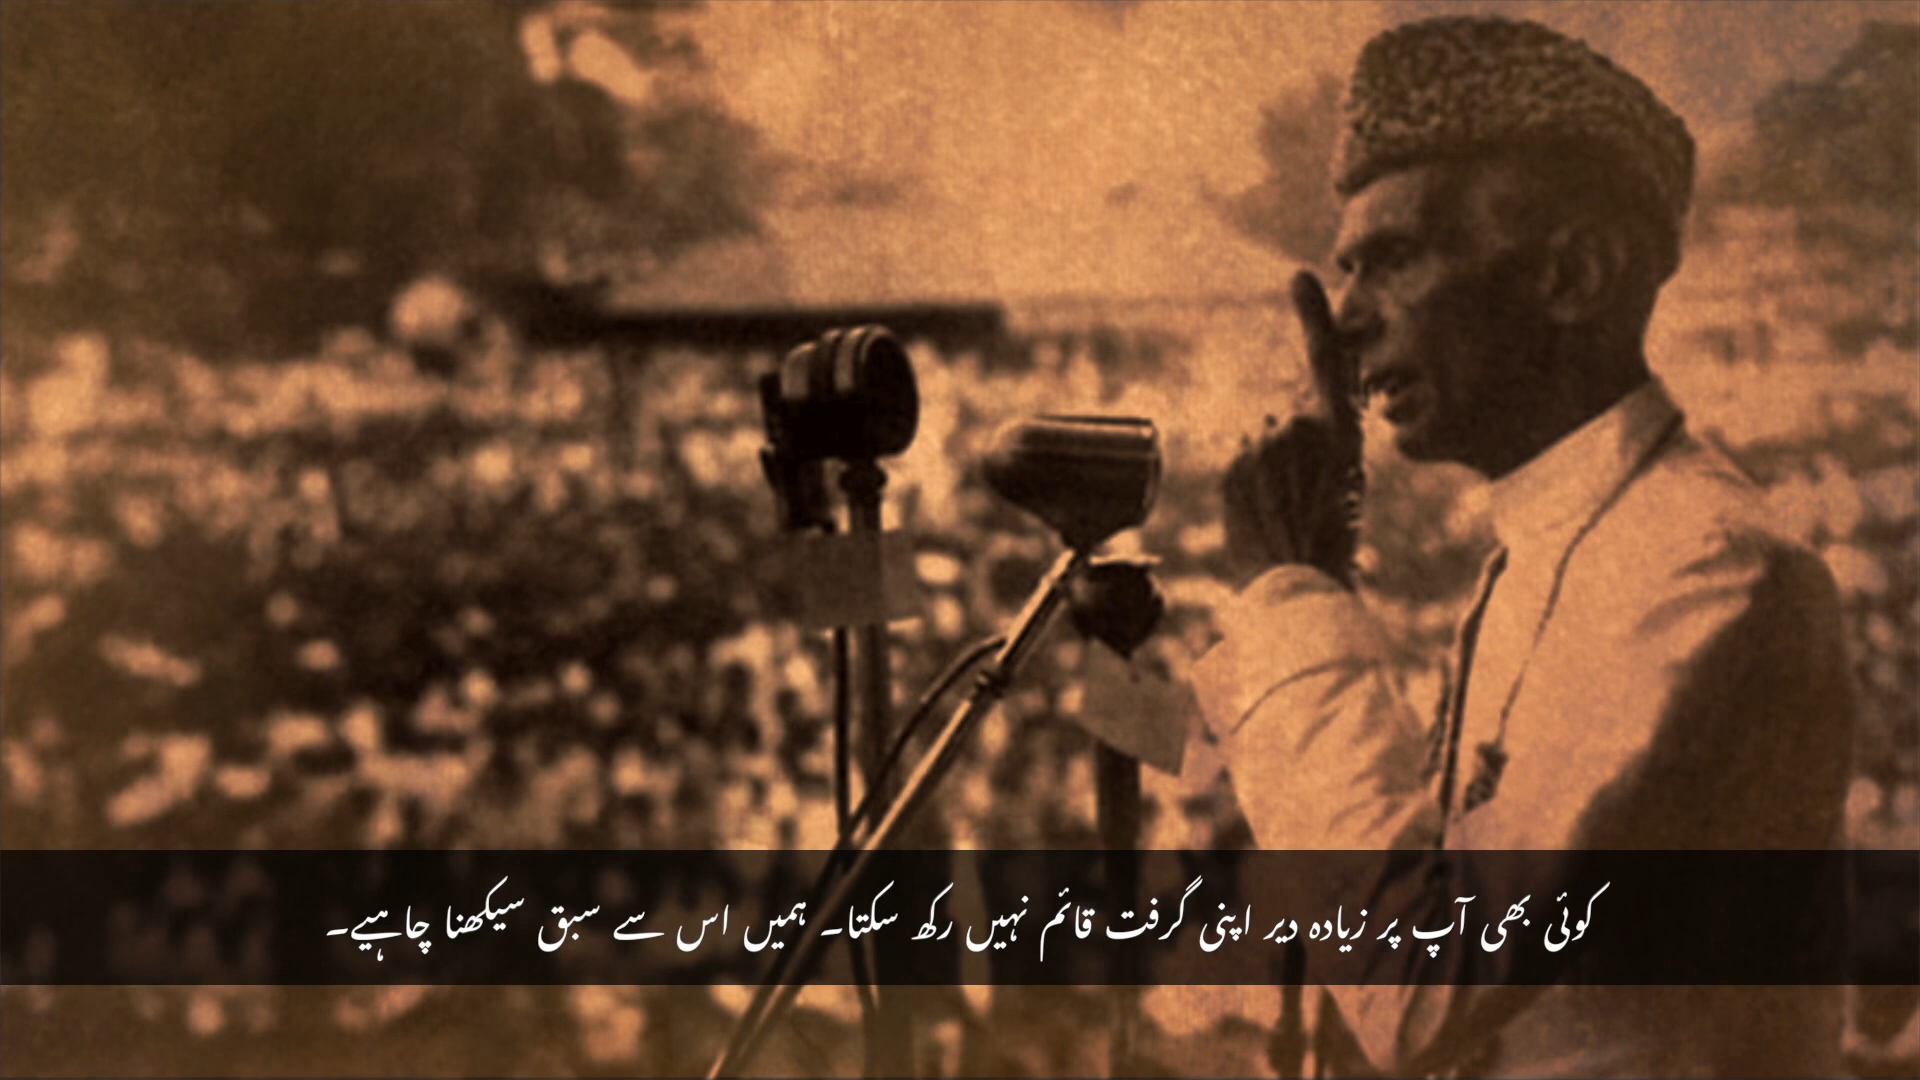 کوئی بھی آپ پر زیادہ دیر اپنی گرفت قائم نہیں رکھ سکتا۔ ہمیں اس سے سبق سیکھنا چاہیے۔